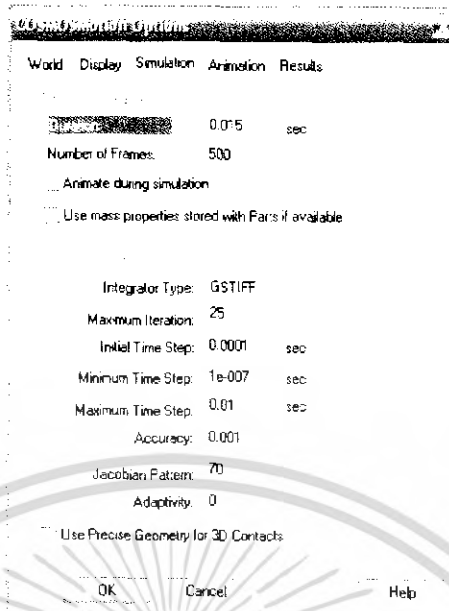 World Display Simulation Animation Results
Duration: 0.015 sec
Number of Frames: 500
Animate during simulation
Use mass properties stored with Parts if available
Integrator Type: GSTIFF
Maximum Iteration: 25
Initial Time Step: 0.0001 sec
Minimum Time Step: 1e-007 sec
Maximum Time Step: 0.01 sec
Accuracy: 0.001
Jacobian Pattern: 70
Adaptivity: 0
Use Precise Geometry for 3D Contacts
OK Cancel Help